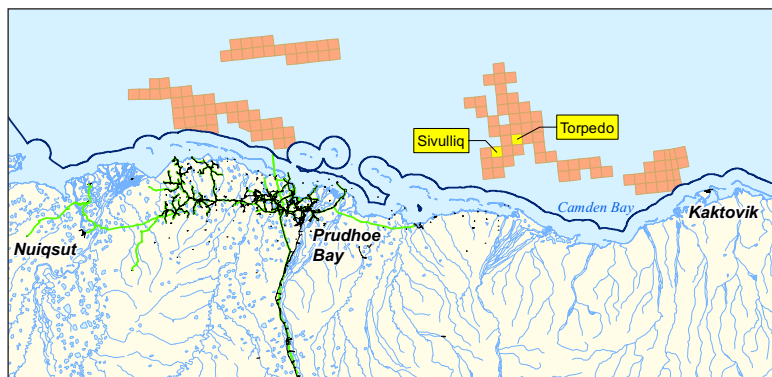 Sivulliq
Torpedo
Camden Bay
Kaktovik
Nuiqsut
Prudhoe
Bay